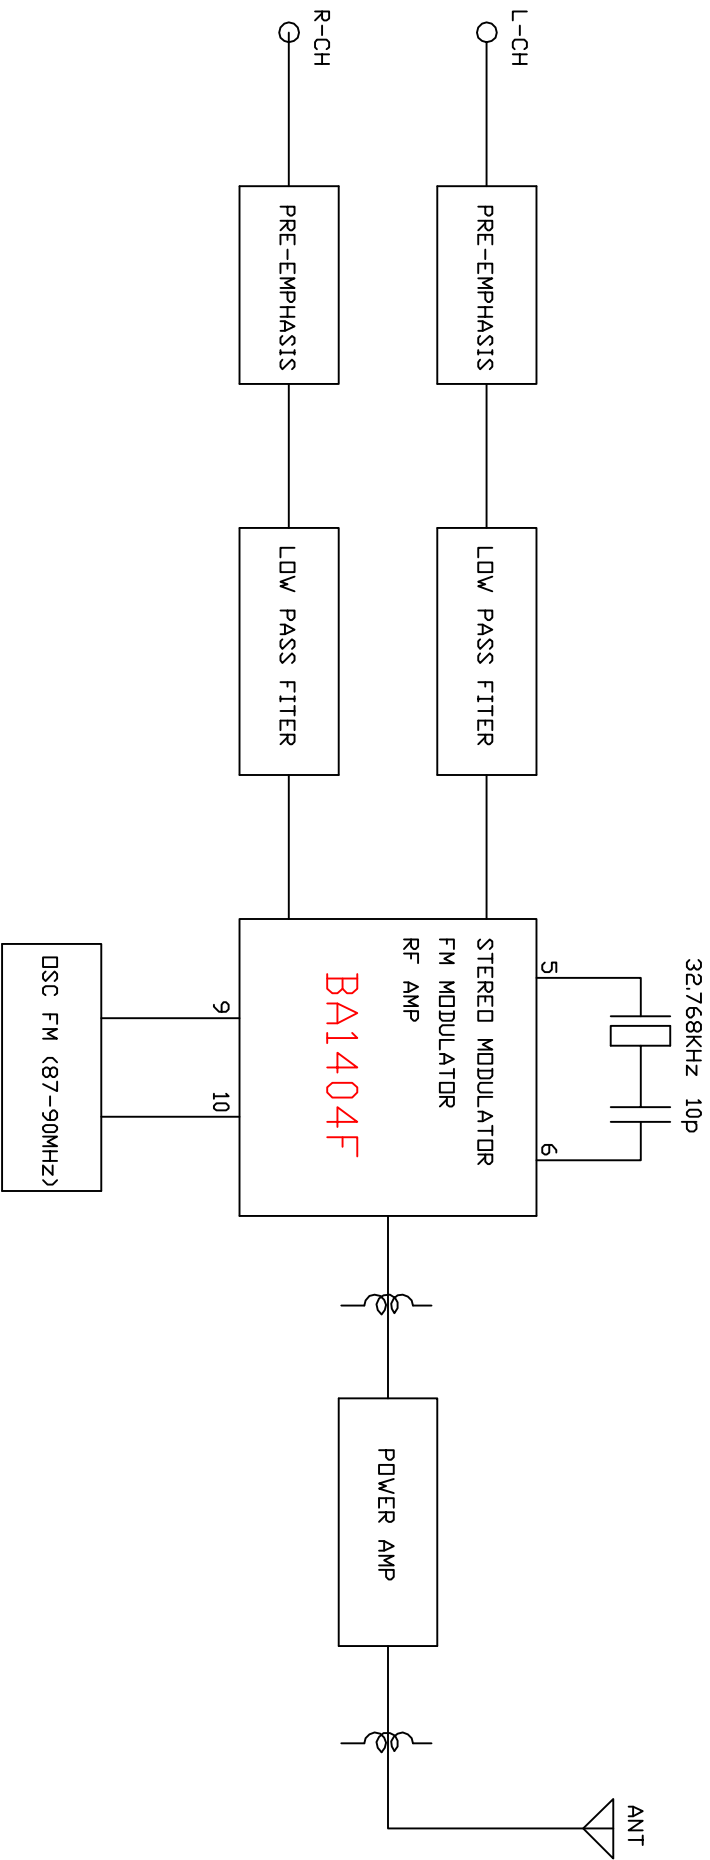 32.768KHz 10p
ANT
L-CH
PRE-EMPHASIS
LOW PASS FITER
5
6
STEREO MODULATOR
FM MODULATOR
RF AMP
BA1404F
POWER AMP
R-CH
PRE-EMPHASIS
LOW PASS FITER
9
10
OSC FM (87-90MHz)